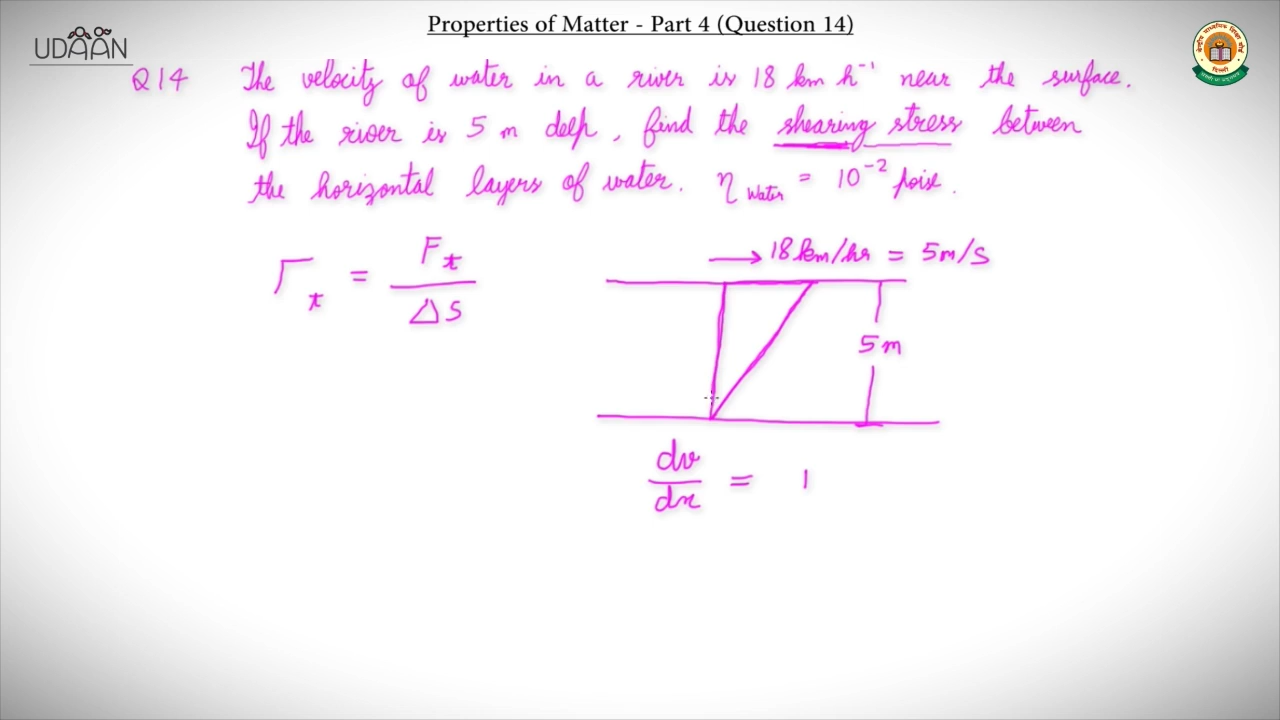 Properties of Matter - Part 4 (Question 14)
UDAAN
Q14 The velocity of water in a river is 18 km h⁻¹ near the surface.
If the river is 5 m deep, find the shearing stress between
the horizontal layers of water. η water = 10⁻² poise.
Γt = Ft / ΔS
→ 18 km/hr = 5 m/s
5 m
dv/dx = 1